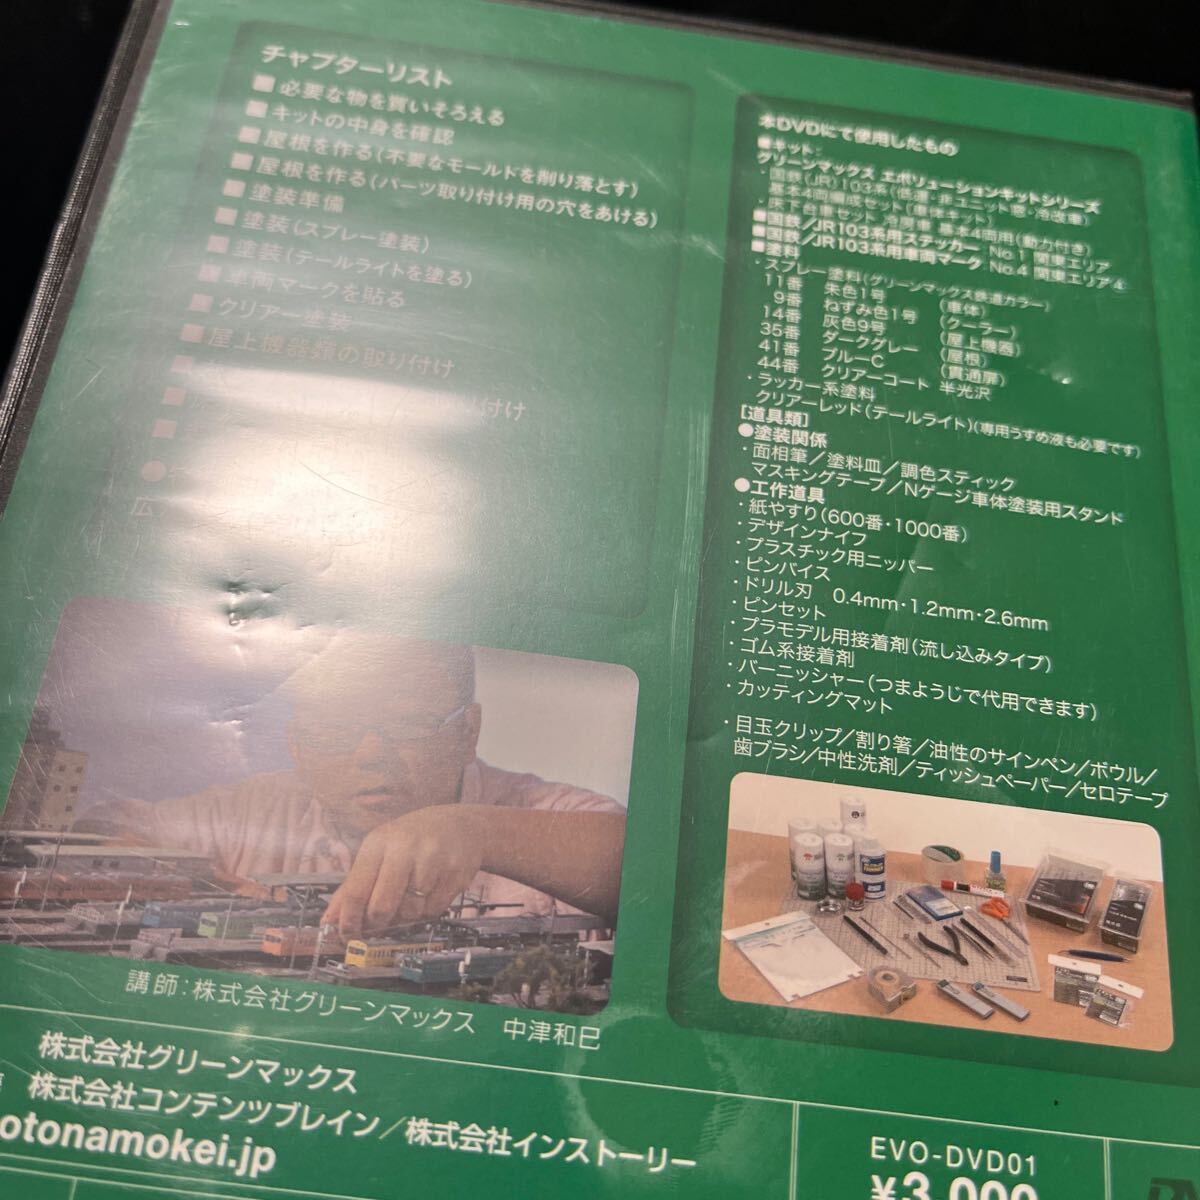 チャプターリスト
■必要な物を買いそろえる
■キットの中身を確認
■屋根を作る(不要なモールドを削り落とす)
■屋根を作る(パーツ取り付け用の穴をあける)
■塗装準備
■塗装(スプレー塗装)
■塗装(テールライトを塗る)
■車両マークを貼る
■クリアー塗装
■屋上機器類の取り付け
り付け
広
講師:株式会社グリーンマックス 中津和巳
本DVDにて使用したもの
■キット:
グリーンマックス エボリューションキットシリーズ
・国鉄(JR)103系(低運・非ユニット窓・冷改車)
基本4両編成セット(車体キット)
・床下台車セット 冷房車 基本4両用(動力付き)
■国鉄/JR103系用ステッカー No.1 関東エリア
■国鉄/JR103系用車両マーク No.4 関東エリア4
■塗料
・スプレー塗料(グリーンマックス鉄道カラー)
11番 朱色1号 (車体)
9番 ねずみ色1号 (クーラー)
14番 灰色9号 (屋上機器)
35番 ダークグレー (屋根)
41番 ブルーC (貫通扉)
44番 クリアーコート 半光沢
・ラッカー系塗料
クリアーレッド(テールライト)(専用うすめ液も必要です)
[道具類]
●塗装関係
・面相筆/塗料皿/調色スティック
マスキングテープ/Nゲージ車体塗装用スタンド
●工作道具
・紙やすり(600番・1000番)
・デザインナイフ
・プラスチック用ニッパー
・ピンバイス
・ドリル刃 0.4mm・1.2mm・2.6mm
・ピンセット
・プラモデル用接着剤(流し込みタイプ)
・ゴム系接着剤
・バーニッシャー(つまようじで代用できます)
・カッティングマット
・目玉クリップ/割り箸/油性のサインペン/ボウル/
歯ブラシ/中性洗剤/ティッシュペーパー/セロテープ
株式会社グリーンマックス
株式会社コンテンツブレイン/株式会社インストーリー
otonamokei.jp
EVO-DVD01
¥3,000